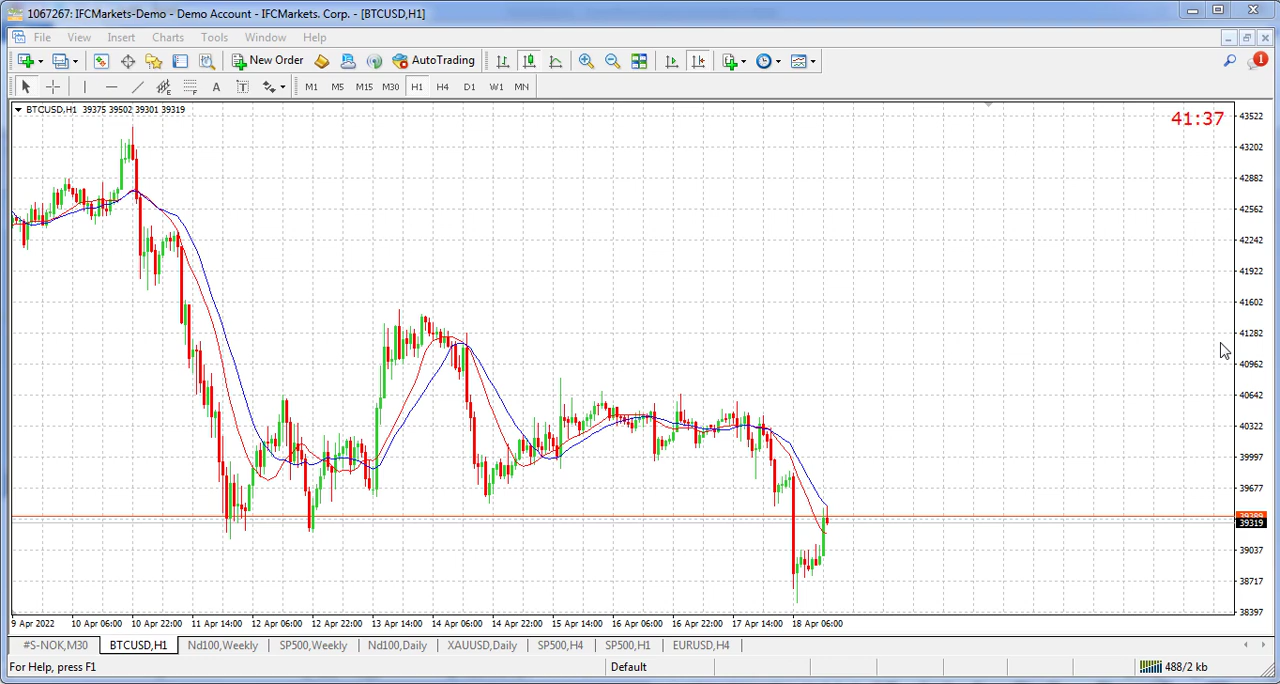 1067267: IFCMarkets-Demo - Demo Account - IFCMarkets. Corp. - [BTCUSD,H1]
File View Insert Charts Tools Window Help
New Order AutoTrading 1
A T M1 M5 M15 M30 H1 H4 D1 W1 MN
BTCUSD,H1 39375 39502 39301 39319
41:37
43522
43202
42882
42562
42242
41922
41602
41282
40962
40642
40322
39997
39677
39389
39319
39037
38717
38397
9 Apr 2022 10 Apr 06:00 10 Apr 22:00 11 Apr 14:00 12 Apr 06:00 12 Apr 22:00 13 Apr 14:00 14 Apr 06:00 14 Apr 22:00 15 Apr 14:00 16 Apr 06:00 16 Apr 22:00 17 Apr 14:00 18 Apr 06:00
#S-NOK,M30 BTCUSD,H1 Nd100,Weekly SP500,Weekly Nd100,Daily XAUUSD,Daily SP500,H4 SP500,H1 EURUSD,H4
For Help, press F1 Default 488/2 kb